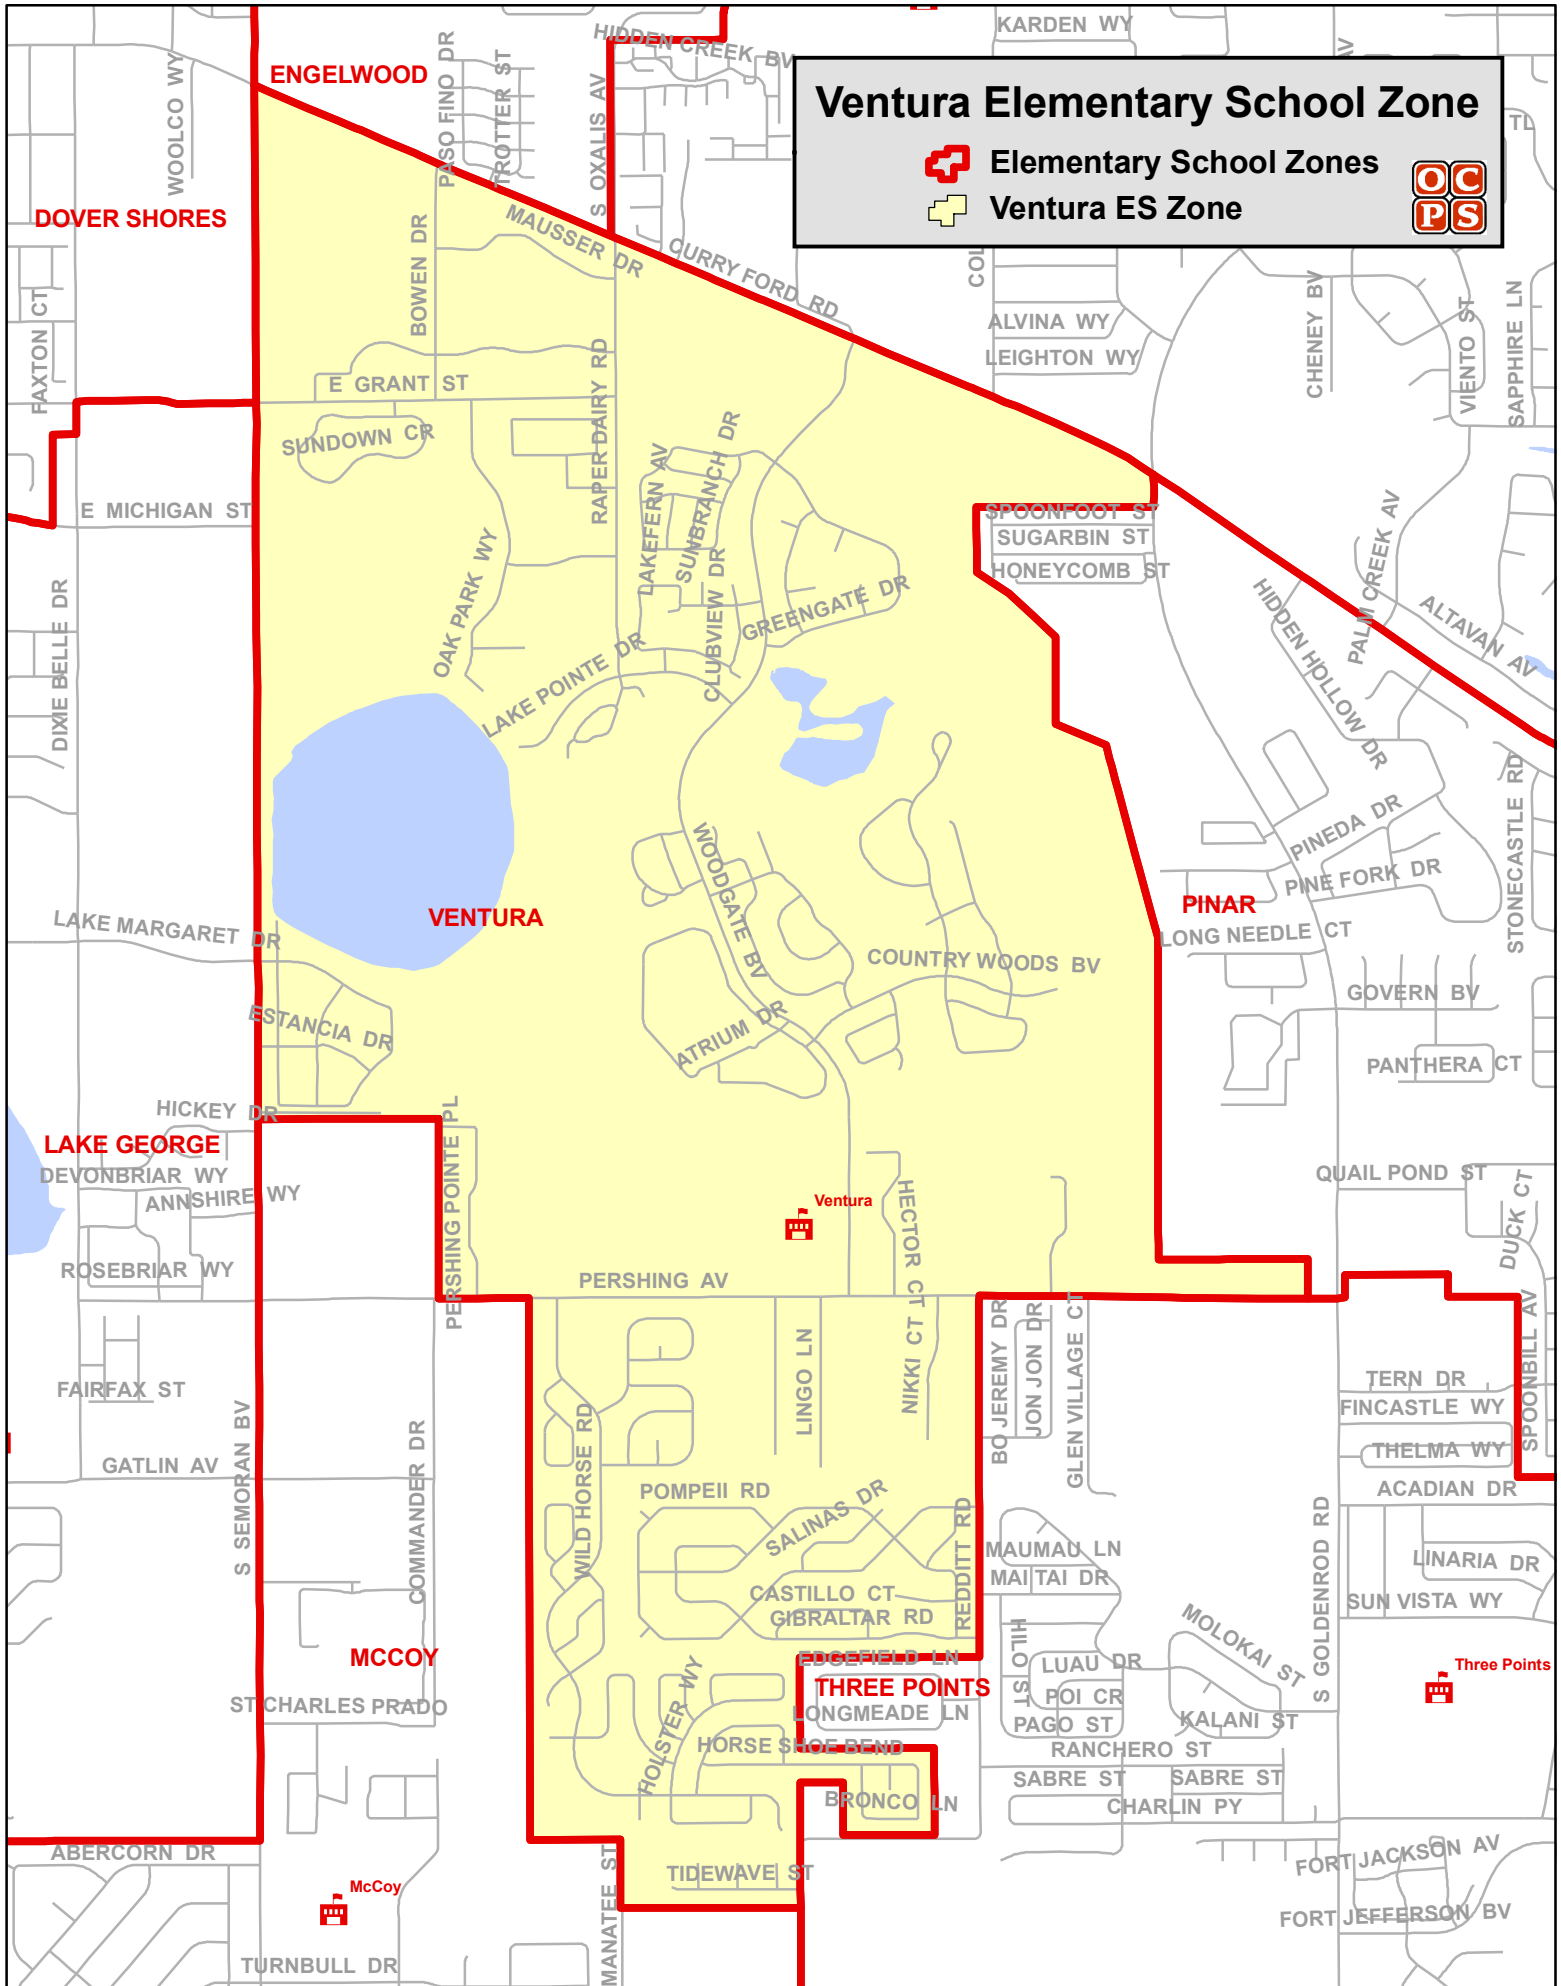 KARDEN WY
HIDDEN CREEK BV
ENGELWOOD
WOOLCO WY
PASO FINO DR
TROTTER ST
S OXALIS AV
AV
TL
Ventura Elementary School Zone
Elementary School Zones
Ventura ES Zone
OC
PS
DOVER SHORES
MAUSSER DR
BOWEN DR
CURRY FORD RD
COL
FAXTON CT
ALVINA WY
LEIGHTON WY
CHENEY BV
VIENTO ST
SAPPHIRE LN
E GRANT ST
RAPER DAIRY RD
SUNDOWN CR
LAKEFERN AV
SUNBRANCH DR
E MICHIGAN ST
SPOONFOOT ST
SUGARBIN ST
HONEYCOMB ST
OAK PARK WY
CLUBVIEW DR
GREENGATE DR
PALM CREEK AV
ALTAVAN AV
HIDDEN HOLLOW DR
DIXIE BELLE DR
LAKE POINTE DR
STONECASTLE RD
PINEDA DR
PINE FORK DR
WOODGATE BV
VENTURA
PINAR
LAKE MARGARET DR
LONG NEEDLE CT
COUNTRY WOODS BV
GOVERN BV
ESTANCIA DR
ATRIUM DR
PANTHERA CT
HICKEY DR
LAKE GEORGE
DEVONBRIAR WY
ANNSHIRE WY
PERSHING POINTE PL
QUAIL POND ST
DUCK CT
Ventura
HECTOR CT
ROSEBRIAR WY
PERSHING AV
SPOONBILL AV
BO JEREMY DR
JON JON DR
GLEN VILLAGE CT
LINGO LN
NIKKI CT
FAIRFAX ST
TERN DR
FINCASTLE WY
THELMA WY
GATLIN AV
S SEMORAN BV
COMMANDER DR
WILD HORSE RD
POMPEII RD
SALINAS DR
ACADIAN DR
REDDITT RD
MAUMAU LN
MAI TAI DR
S GOLDENROD RD
LINARIA DR
CASTILLO CT
GIBRALTAR RD
SUN VISTA WY
MOLOKAI ST
HILO ST
MCCOY
EDGEFIELD LN
LUAU DR
Three Points
THREE POINTS
HOLSTER WY
POI CR
ST CHARLES PRADO
LONGMEADE LN
PAGO ST
KALANI ST
HORSE SHOE BEND
RANCHERO ST
SABRE ST
SABRE ST
BRONCO LN
CHARLIN PY
ABERCORN DR
FORT JACKSON AV
TIDEWAVE ST
McCoy
MANATEE ST
FORT JEFFERSON BV
TURNBULL DR